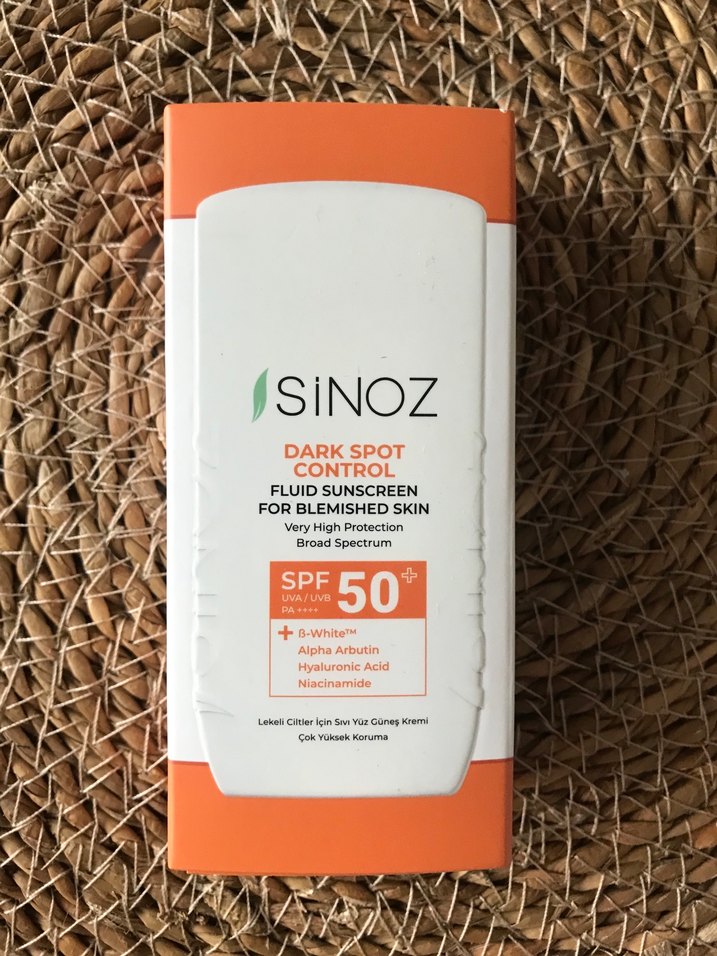 SiNOZ
DARK SPOT
CONTROL
FLUID SUNSCREEN
FOR BLEMISHED SKIN
Very High Protection
Broad Spectrum
SPF 50+
UVA / UVB
PA ++++
+ ß-White™
Alpha Arbutin
Hyaluronic Acid
Niacinamide
Lekeli Ciltler İçin Sıvı Yüz Güneş Kremi
Çok Yüksek Koruma